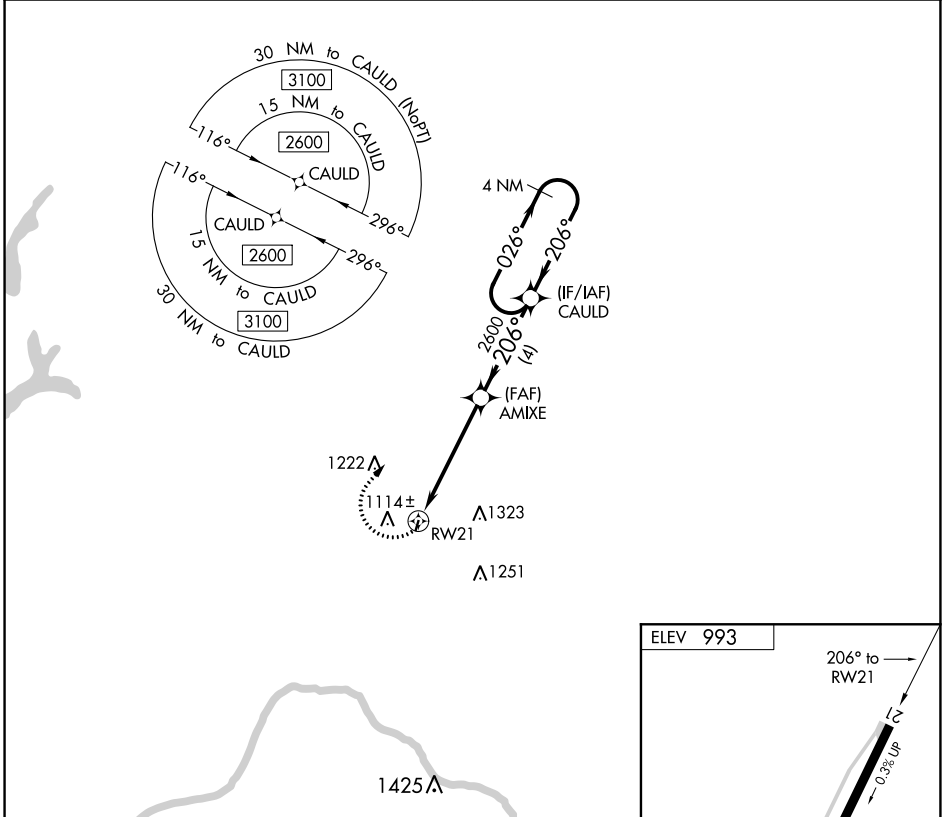 30 NM to CAULD (NoPT)
3100
15 NM to CAULD
2600
116°
CAULD
296°
116°
CAULD
296°
2600
15 NM to CAULD
3100
30 NM to CAULD
4 NM
026°
206°
(IF/IAF)
CAULD
2600
206°
(4)
(FAF)
AMIXE
1222
1114±
1323
RW21
1251
ELEV 993
206° to
RW21
21
0.3% UP
1425